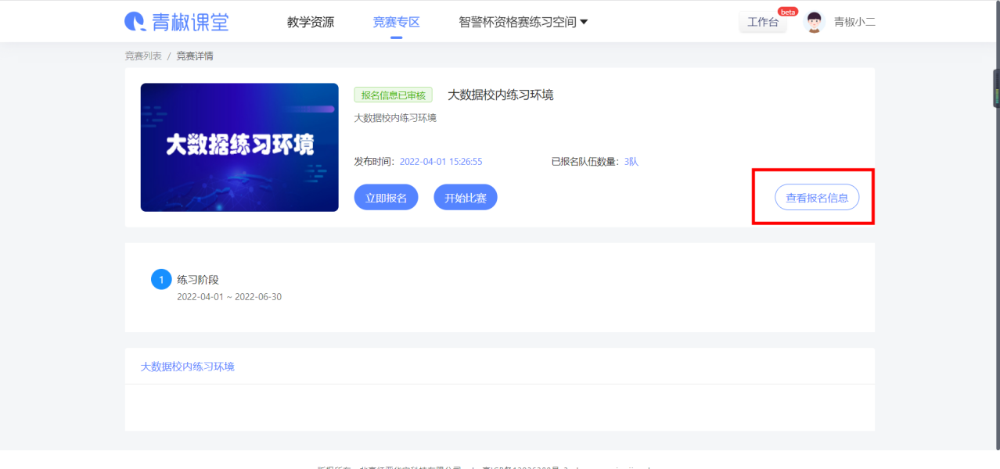 青椒课堂
教学资源
竞赛专区
智警杯资格赛练习空间
工作台
beta
青椒小二
竞赛列表 / 竞赛详情
大数据练习环境
报名信息已审核 大数据校内练习环境
大数据校内练习环境
发布时间：2022-04-01 15:26:55
已报名队伍数量：3队
立即报名
开始比赛
查看报名信息
1 练习阶段
2022-04-01 ~ 2022-06-30
大数据校内练习环境